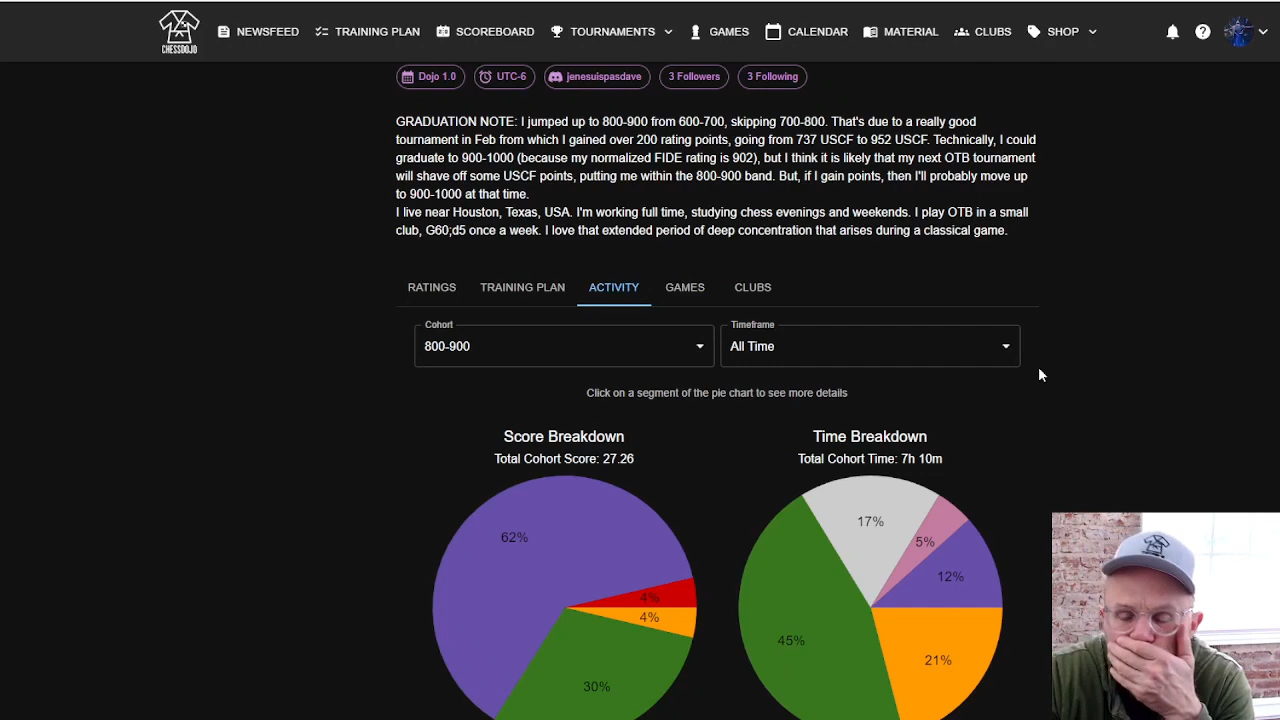 CHESSDOJO
NEWSFEED TRAINING PLAN SCOREBOARD TOURNAMENTS GAMES CALENDAR MATERIAL CLUBS SHOP
Dojo 1.0 UTC-6 jenesuispasdave 3 Followers 3 Following
GRADUATION NOTE: I jumped up to 800-900 from 600-700, skipping 700-800. That's due to a really good
tournament in Feb from which I gained over 200 rating points, going from 737 USCF to 952 USCF. Technically, I could
graduate to 900-1000 (because my normalized FIDE rating is 902), but I think it is likely that my next OTB tournament
will shave off some USCF points, putting me within the 800-900 band. But, if I gain points, then I'll probably move up
to 900-1000 at that time.
I live near Houston, Texas, USA. I'm working full time, studying chess evenings and weekends. I play OTB in a small
club, G60;d5 once a week. I love that extended period of deep concentration that arises during a classical game.
RATINGS TRAINING PLAN ACTIVITY GAMES CLUBS
Cohort Timeframe
800-900 All Time
Click on a segment of the pie chart to see more details
Score Breakdown Time Breakdown
Total Cohort Score: 27.26 Total Cohort Time: 7h 10m
62% 4% 4% 30%
17% 5% 12% 45% 21%